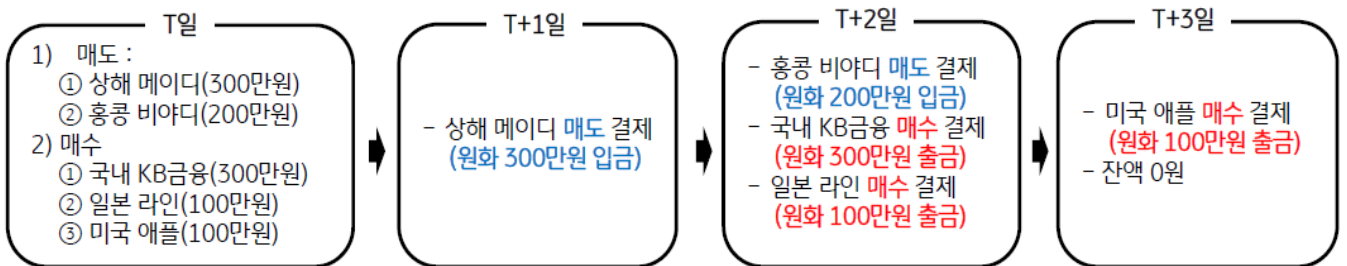 T일
1) 매도 :
① 상해 메이디(300만원)
② 홍콩 비야디(200만원)
2) 매수
① 국내 KB금융(300만원)
② 일본 라인(100만원)
③ 미국 애플(100만원)
T+1일
- 상해 메이디 매도 결제
(원화 300만원 입금)
T+2일
- 홍콩 비야디 매도 결제
(원화 200만원 입금)
- 국내 KB금융 매수 결제
(원화 300만원 출금)
- 일본 라인 매수 결제
(원화 100만원 출금)
T+3일
- 미국 애플 매수 결제
(원화 100만원 출금)
- 잔액 0원